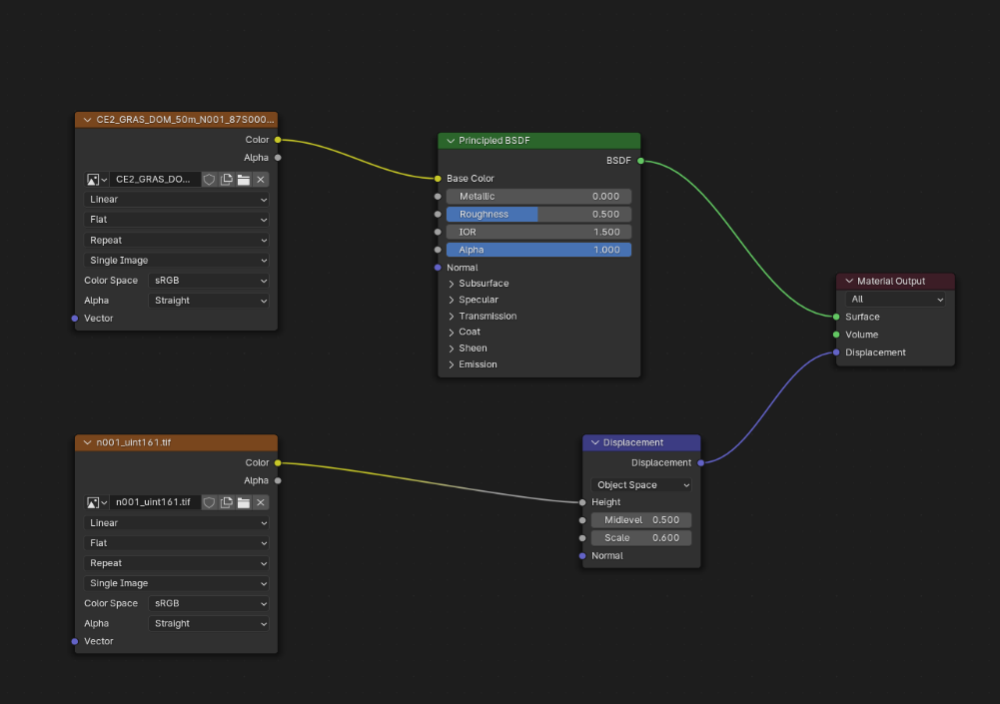 CE2_GRAS_DOM_50m_N001_87S000...
Color
Alpha
CE2_GRAS_DO...
Linear
Flat
Repeat
Single Image
Color Space sRGB
Alpha Straight
Vector
Principled BSDF
BSDF
Base Color
Metallic 0.000
Roughness 0.500
IOR 1.500
Alpha 1.000
Normal
Subsurface
Specular
Transmission
Coat
Sheen
Emission
Material Output
All
Surface
Volume
Displacement
n001_uint161.tif
Color
Alpha
n001_uint161.tif
Linear
Flat
Repeat
Single Image
Color Space sRGB
Alpha Straight
Vector
Displacement
Displacement
Object Space
Height
Midlevel 0.500
Scale 0.600
Normal